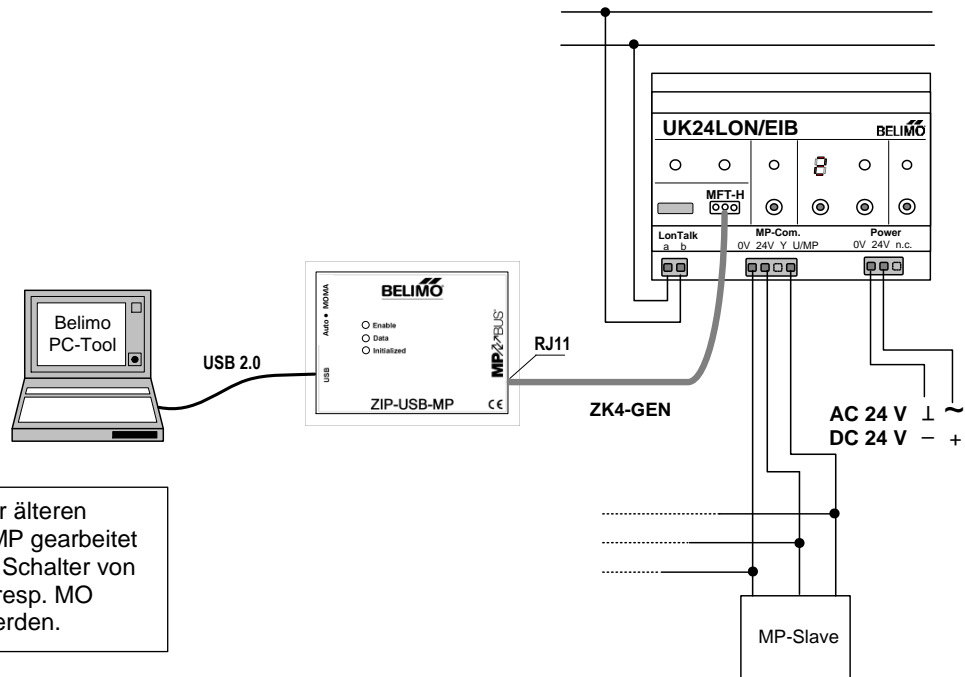 UK24LON/EIB
BELIMO
MFT-H
LonTalk
a b
MP-Com.
0V 24V Y U/MP
Power
0V 24V n.c.
Belimo
PC-Tool
USB 2.0
Auto • MOMA
USB
BELIMO
Enable
Data
Initialized
MP BUS®
ZIP-USB-MP
CE
RJ11
ZK4-GEN
AC 24 V ⊥ ~
DC 24 V – +
r älteren
MP gearbeitet
Schalter von
resp. MO
erden.
MP-Slave